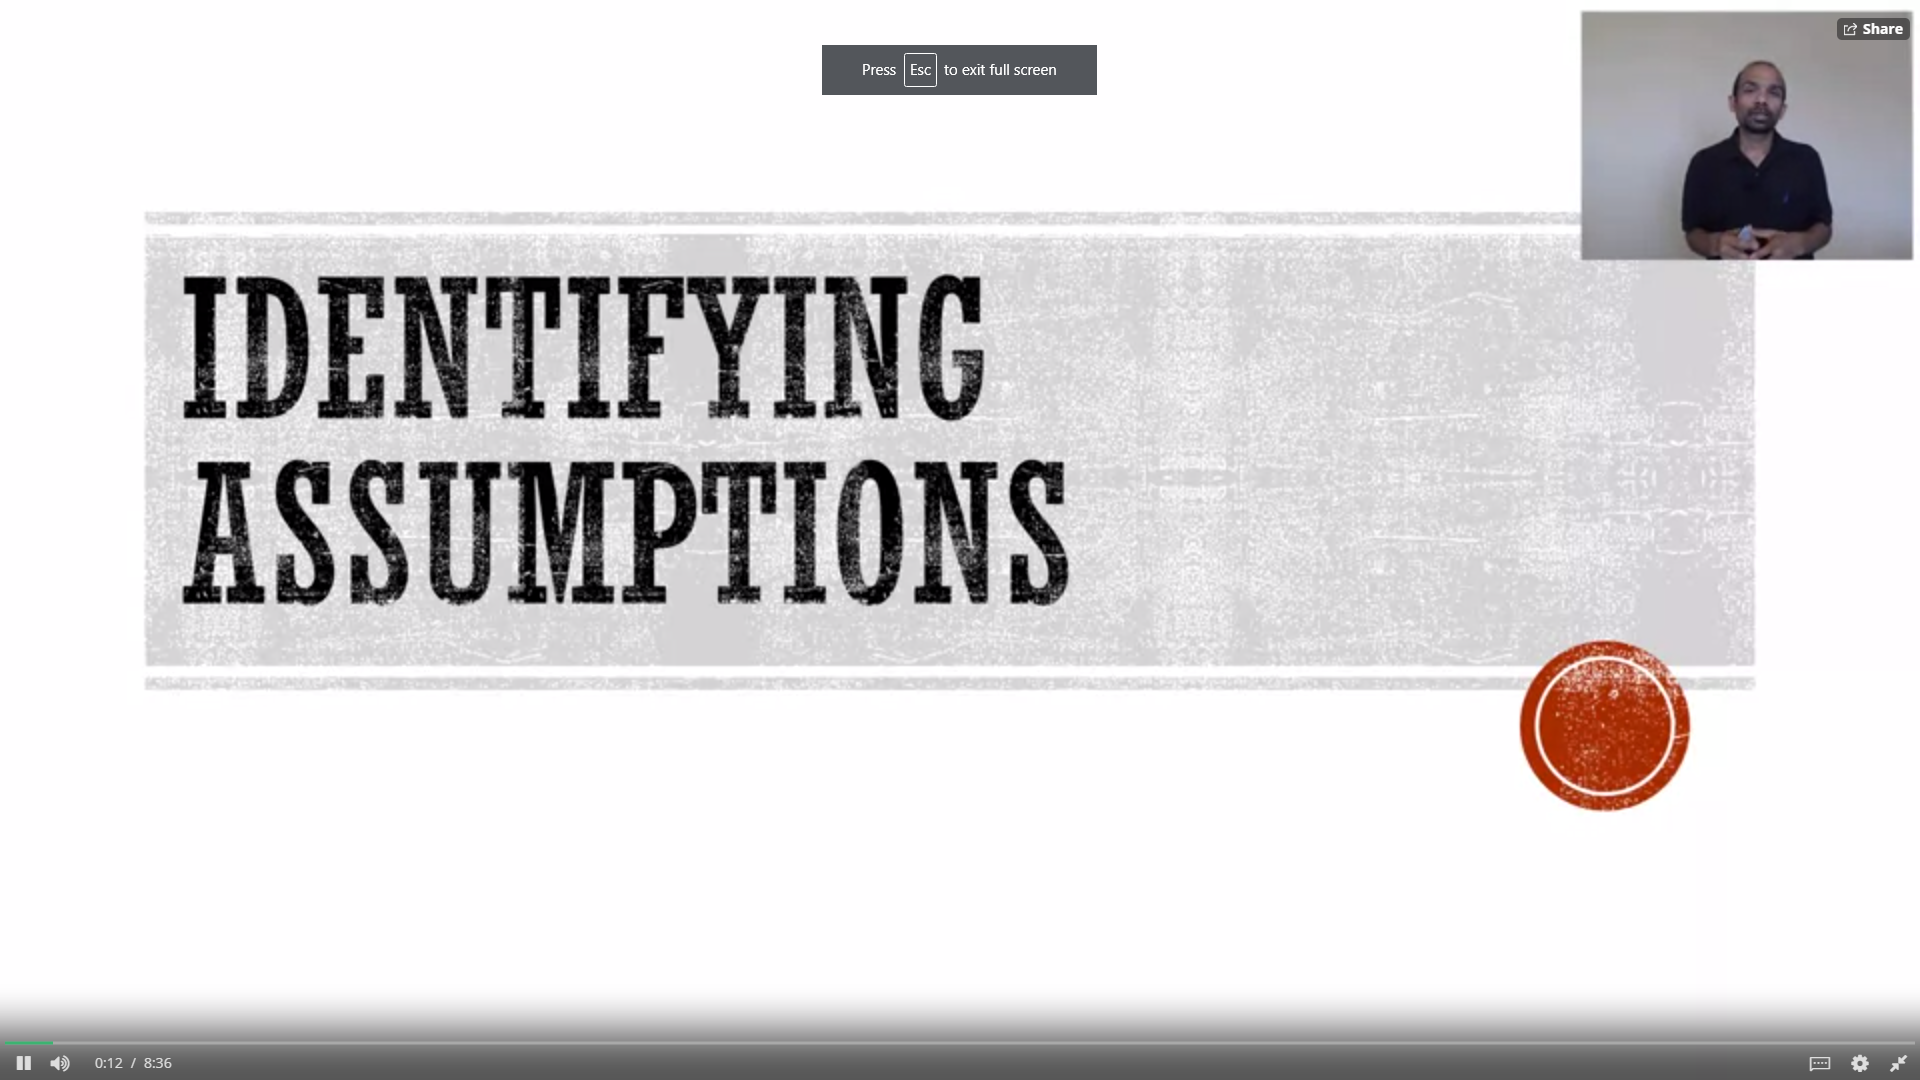 Share
Press Esc to exit full screen
IDENTIFYING
ASSUMPTIONS
0:12 / 8:36